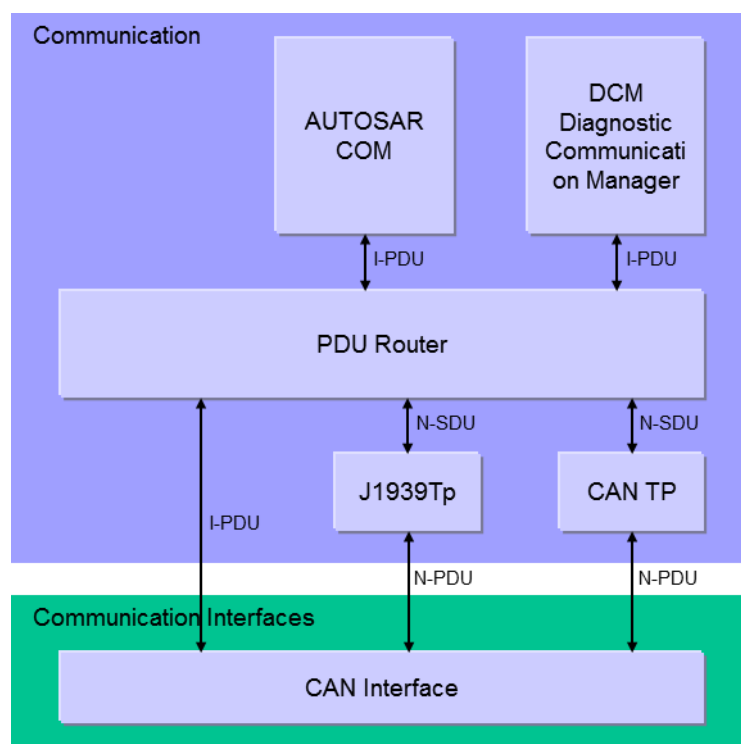 Communication
AUTOSAR
COM
DCM
Diagnostic
Communicati
on Manager
I-PDU
I-PDU
PDU Router
N-SDU
N-SDU
J1939Tp
CAN TP
I-PDU
N-PDU
N-PDU
Communication Interfaces
CAN Interface